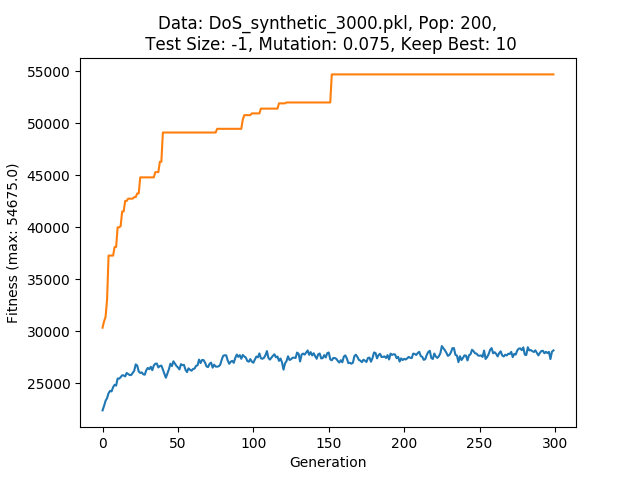 Data: DoS_synthetic_3000.pkl, Pop: 200,
Test Size: -1, Mutation: 0.075, Keep Best: 10
Fitness (max: 54675.0)
55000
50000
45000
40000
35000
30000
25000
0 50 100 150 200 250 300
Generation